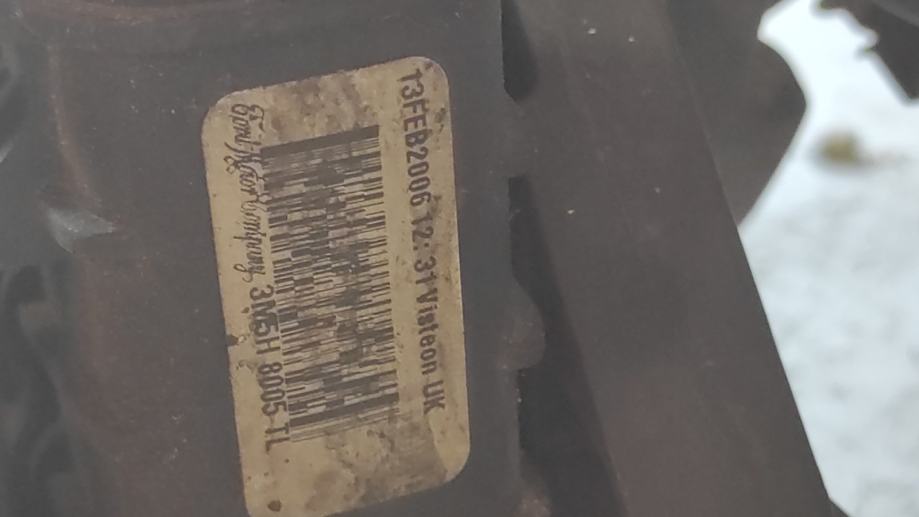 13FEB2006 12:31 Visteon UK
Ford Motor Company 3M5H 8005-TL